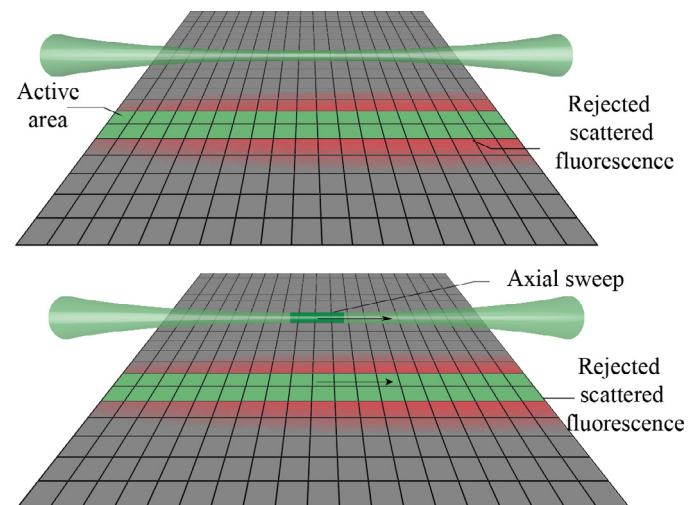 Active
area
Rejected
scattered
fluorescence
Axial sweep
Rejected
scattered
fluorescence